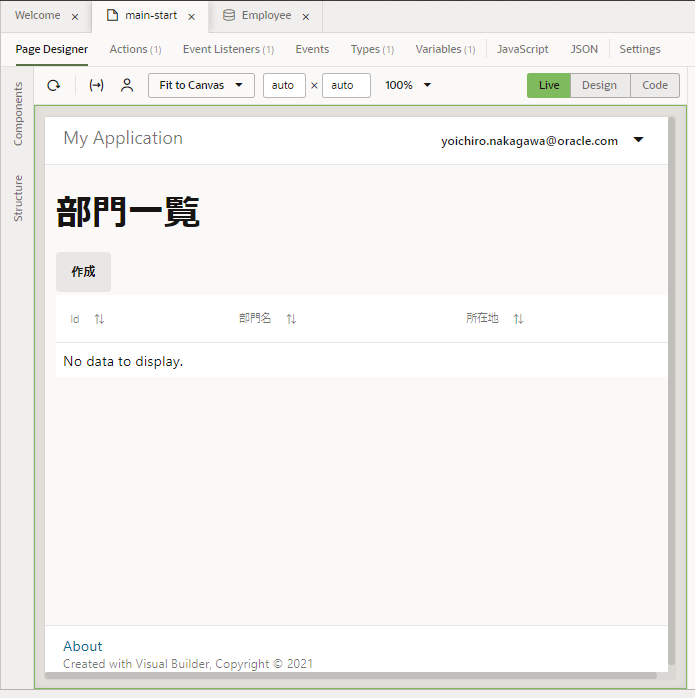 Welcome × main-start × Employee ×
Page Designer Actions (1) Event Listeners (1) Events Types (1) Variables (1) JavaScript JSON Settings
Components
Structure
Fit to Canvas auto × auto 100% Live Design Code
My Application yoichiro.nakagawa@oracle.com
部門一覧
作成
Id 部門名 所在地
No data to display.
About
Created with Visual Builder, Copyright © 2021